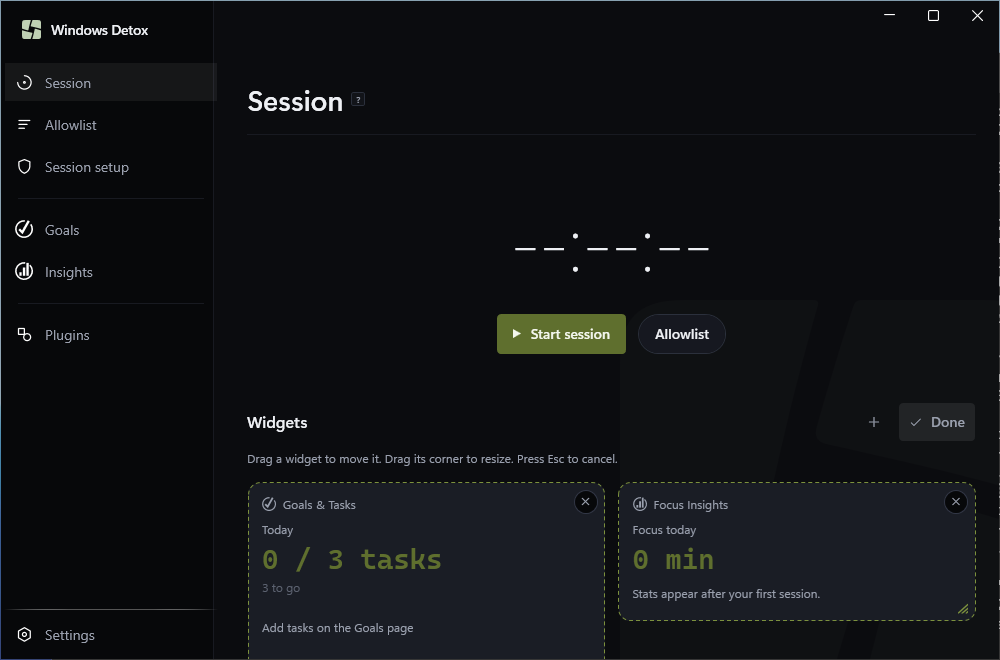 Windows Detox
Session
Allowlist
Session setup
Goals
Insights
Plugins
Settings
Session ?
--:--:--
Start session
Allowlist
Widgets
+ Done
Drag a widget to move it. Drag its corner to resize. Press Esc to cancel.
Goals & Tasks
Today
0 / 3 tasks
3 to go
Add tasks on the Goals page
Focus Insights
Focus today
0 min
Stats appear after your first session.